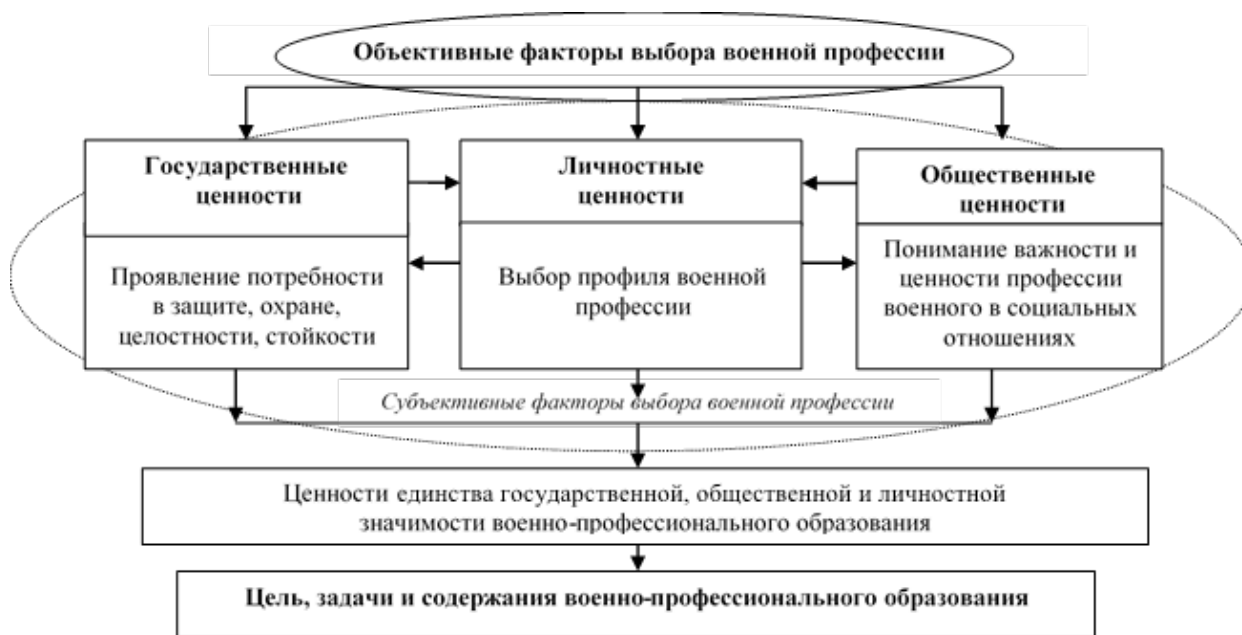 Объективные факторы выбора военной профессии
Государственные
ценности
Проявление потребности
в защите, охране,
целостности, стойкости
Личностные
ценности
Выбор профиля военной
профессии
Общественные
ценности
Понимание важности и
ценности профессии
военного в социальных
отношениях
Субъективные факторы выбора военной профессии
Ценности единства государственной, общественной и личностной
значимости военно-профессионального образования
Цель, задачи и содержания военно-профессионального образования